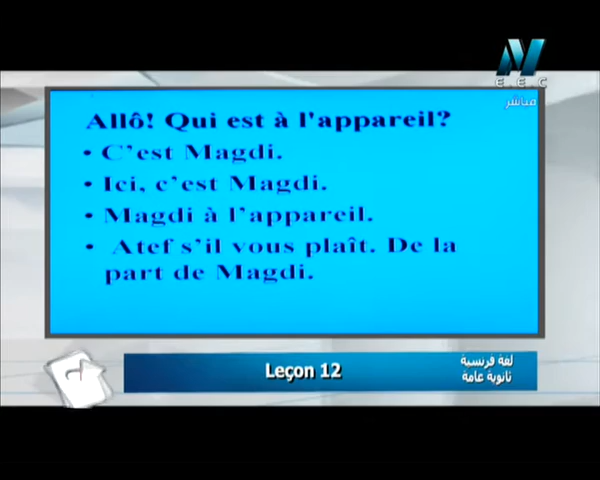 E.E.C
مباشر
Allô! Qui est à l'appareil?
• C'est Magdi.
• Ici, c'est Magdi.
• Magdi à l'appareil.
• Atef s'il vous plaît. De la
part de Magdi.
Leçon 12
لغة فرنسية
ثانوية عامة